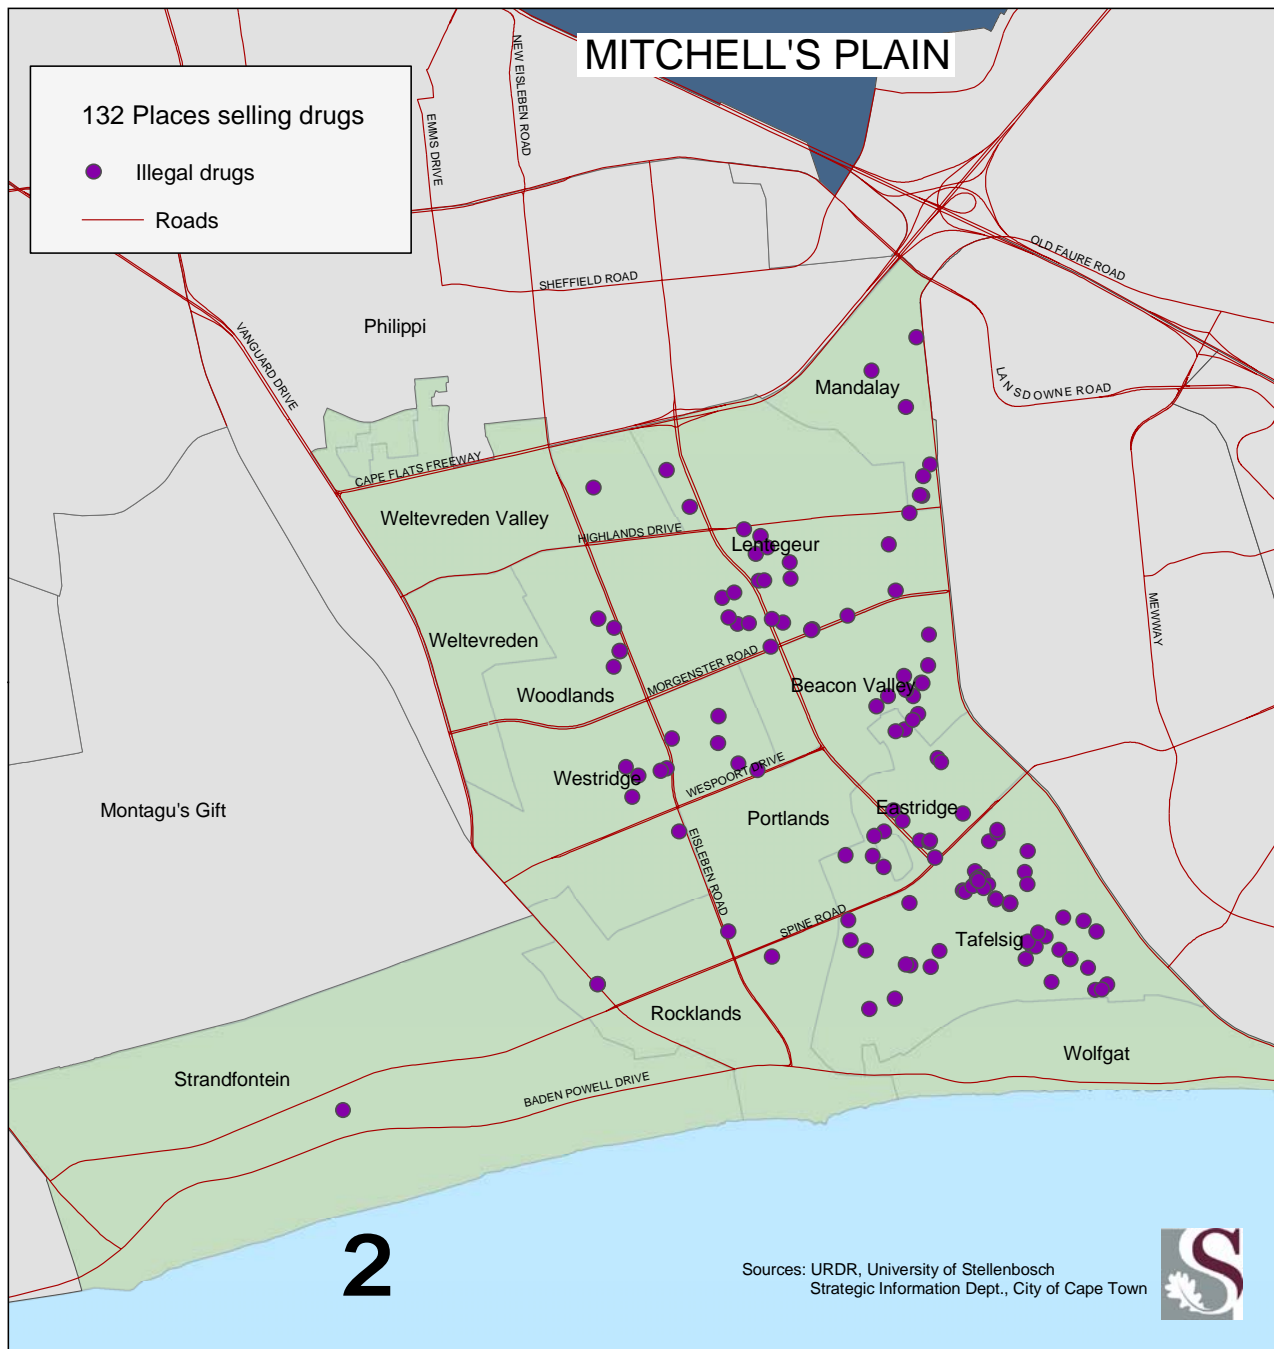 MITCHELL'S PLAIN
132 Places selling drugs
Illegal drugs
Roads
NEW EISLEBEN ROAD
EMMS DRIVE
OLD FAURE ROAD
SHEFFIELD ROAD
Philippi
VANGUARD DRIVE
LANSDOWNE ROAD
Mandalay
CAPE FLATS FREEWAY
Weltevreden Valley
HIGHLANDS DRIVE
Lentegeur
MEWWAY
Weltevreden
MORGENSTER ROAD
Woodlands
Beacon Valley
Westridge
WESPOORT DRIVE
Montagu's Gift
Portlands
Eastridge
EISLEBEN ROAD
SPINE ROAD
Tafelsig
Rocklands
Wolfgat
Strandfontein
BADEN POWELL DRIVE
2
Sources: URDR, University of Stellenbosch
Strategic Information Dept., City of Cape Town
S